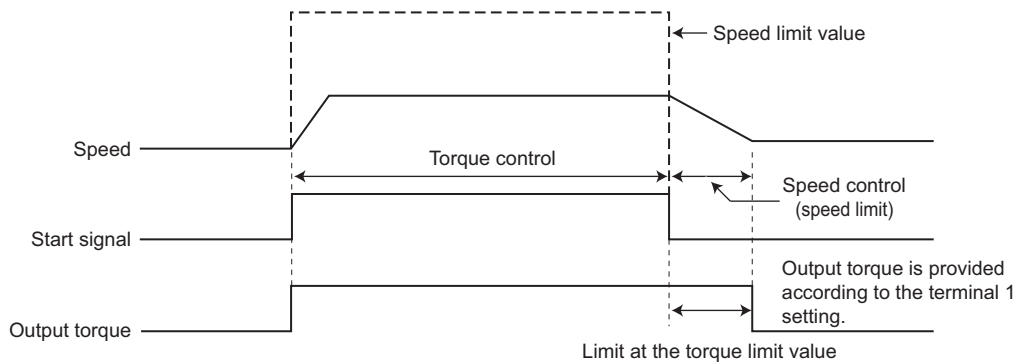 Speed limit value
Speed
Torque control
Speed control
(speed limit)
Start signal
Output torque is provided
according to the terminal 1
setting.
Output torque
Limit at the torque limit value